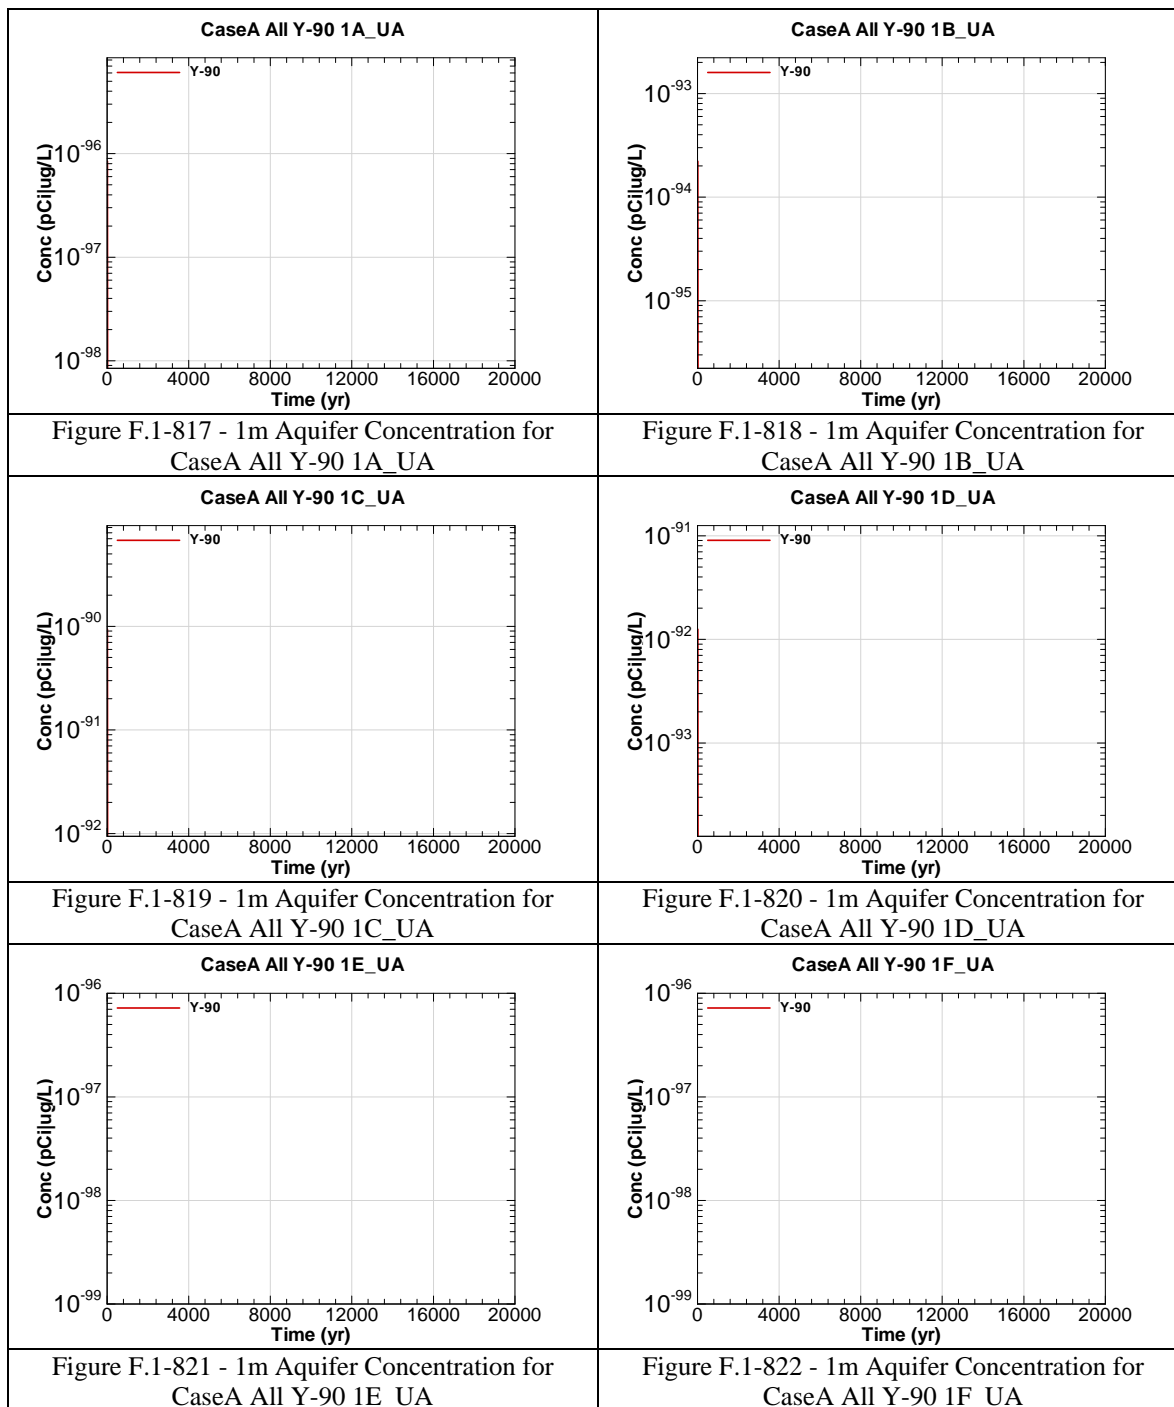 CaseA All Y-90 1A_UA
Y-90
10-96
10-97
10-98
Conc (pCi|ug/L)
0 4000 8000 12000 16000 20000
Time (yr)
Figure F.1-817 - 1m Aquifer Concentration for
CaseA All Y-90 1A_UA
CaseA All Y-90 1B_UA
Y-90
10-93
10-94
10-95
Conc (pCi|ug/L)
0 4000 8000 12000 16000 20000
Time (yr)
Figure F.1-818 - 1m Aquifer Concentration for
CaseA All Y-90 1B_UA
CaseA All Y-90 1C_UA
Y-90
10-90
10-91
10-92
Conc (pCi|ug/L)
0 4000 8000 12000 16000 20000
Time (yr)
Figure F.1-819 - 1m Aquifer Concentration for
CaseA All Y-90 1C_UA
CaseA All Y-90 1D_UA
Y-90
10-91
10-92
10-93
Conc (pCi|ug/L)
0 4000 8000 12000 16000 20000
Time (yr)
Figure F.1-820 - 1m Aquifer Concentration for
CaseA All Y-90 1D_UA
CaseA All Y-90 1E_UA
Y-90
10-96
10-97
10-98
10-99
Conc (pCi|ug/L)
0 4000 8000 12000 16000 20000
Time (yr)
Figure F.1-821 - 1m Aquifer Concentration for
CaseA All Y-90 1E_UA
CaseA All Y-90 1F_UA
Y-90
10-96
10-97
10-98
10-99
Conc (pCi|ug/L)
0 4000 8000 12000 16000 20000
Time (yr)
Figure F.1-822 - 1m Aquifer Concentration for
CaseA All Y-90 1F_UA